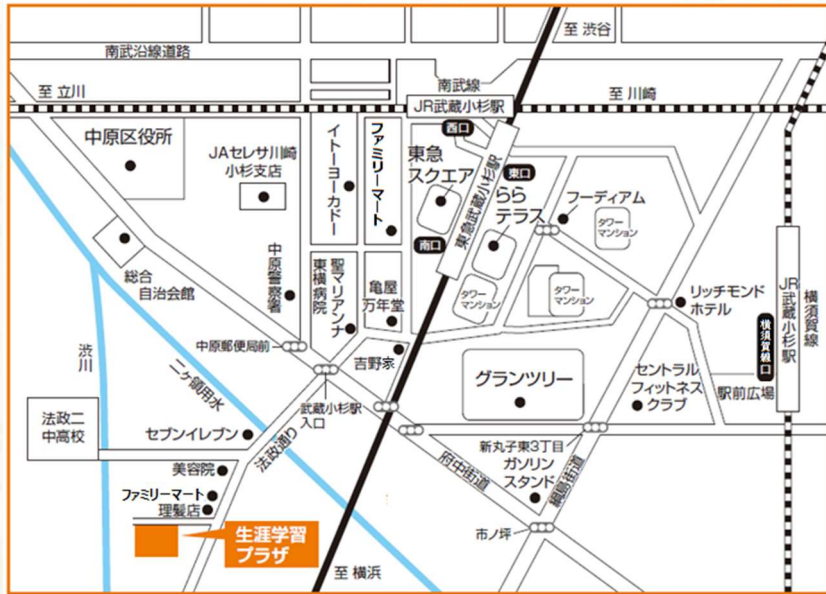 至 渋谷
南武沿線道路
南武線
至 立川
至 川崎
JR武蔵小杉駅
西口
中原区役所
JAセレサ川崎
小杉支店
イトーヨーカドー
ファミリーマート
東急
スクエア
東急武蔵小杉駅
東口
らら
テラス
フーディアム
タワー
マンション
南口
総合
自治会館
中原警察署
聖マリアンナ
東横病院
亀屋
万年堂
タワー
マンション
タワー
マンション
リッチモンド
ホテル
横須賀線口
JR武蔵小杉駅
横須賀線
渋川
二ヶ領用水
中原郵便局前
吉野家
グランツリー
セントラル
フィットネス
クラブ
駅前広場
法政二
中高校
セブンイレブン
法政通り
武蔵小杉駅
入口
新丸子東3丁目
ガソリン
スタンド
府中街道
綱島街道
美容院
ファミリーマート
理髪店
生涯学習
プラザ
市ノ坪
至 横浜